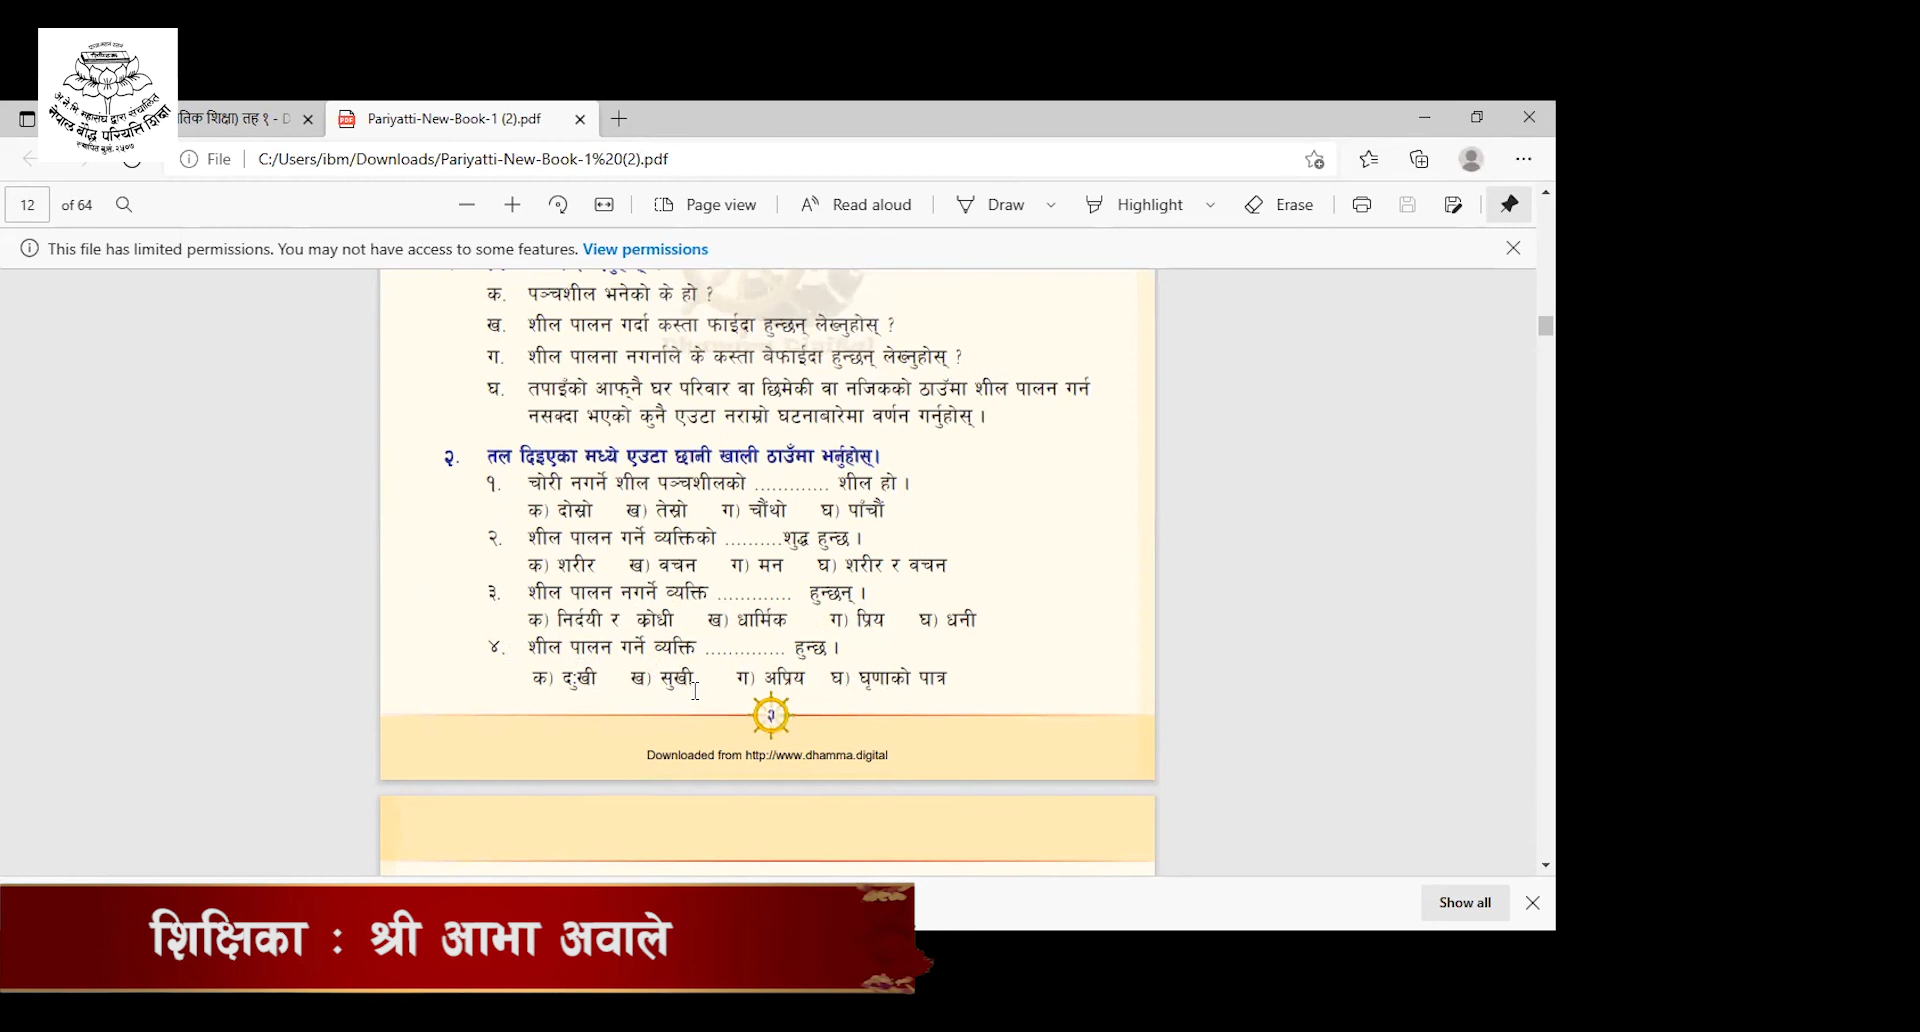 अ.ने.भि.महासंघ द्वारा संचालित
नेपाल बौद्ध परियत्ति शिक्षा
तिक शिक्षा) तह १ - D
Pariyatti-New-Book-1 (2).pdf
File
C:/Users/ibm/Downloads/Pariyatti-New-Book-1%20(2).pdf
12 of 64
Page view
Read aloud
Draw
Highlight
Erase
This file has limited permissions. You may not have access to some features. View permissions
क. पञ्चशील भनेको के हो ?
ख. शील पालन गर्दा कस्ता फाईदा हुन्छन् लेख्नुहोस् ?
Dhamma Digital
ग. शील पालना नगर्नाले के कस्ता बेफाईदा हुन्छन् लेख्नुहोस् ?
घ. तपाइँको आफ्नै घर परिवार वा छिमेकी वा नजिकको ठाउँमा शील पालन गर्न
नसक्दा भएको कुनै एउटा नराम्रो घटनाबारेमा वर्णन गर्नुहोस् ।
२. तल दिइएका मध्ये एउटा छानी खाली ठाउँमा भर्नुहोस्।
१. चोरी नगर्ने शील पञ्चशीलको ............. शील हो ।
क) दोस्रो ख) तेस्रो ग) चौंथो घ) पाँचौं
२. शील पालन गर्ने व्यक्तिको ..........शुद्ध हुन्छ ।
क) शरीर ख) वचन ग) मन घ) शरीर र वचन
३. शील पालन नगर्ने व्यक्ति ............. हुन्छन् ।
क) निर्दयी र क्रोधी ख) धार्मिक ग) प्रिय घ) धनी
४. शील पालन गर्ने व्यक्ति .............. हुन्छ ।
क) दुःखी ख) सुखी ग) अप्रिय घ) घृणाको पात्र
३
Downloaded from http://www.dhamma.digital
Show all
शिक्षिका : श्री आभा अवाले